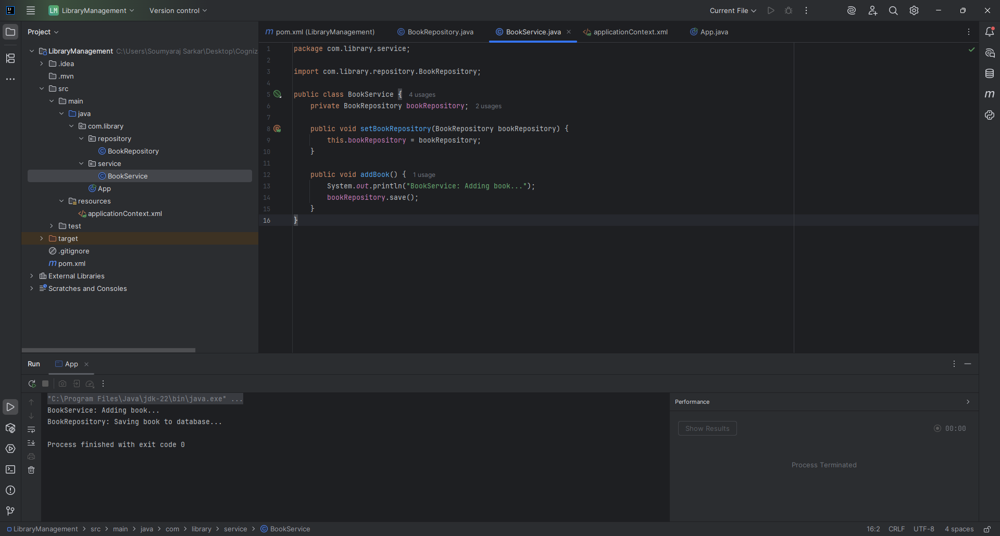 LM LibraryManagement Version control Current File
Project
pom.xml (LibraryManagement) BookRepository.java BookService.java applicationContext.xml App.java
LibraryManagement C:\Users\Soumyaraj Sarkar\Desktop\Cogniz
.idea
.mvn
src
main
java
com.library
repository
BookRepository
service
BookService
App
resources
applicationContext.xml
test
target
.gitignore
pom.xml
External Libraries
Scratches and Consoles
1 package com.library.service;
2
3 import com.library.repository.BookRepository;
4
5 public class BookService { 4 usages
6 private BookRepository bookRepository; 2 usages
7
8 public void setBookRepository(BookRepository bookRepository) {
9 this.bookRepository = bookRepository;
10 }
11
12 public void addBook() { 1 usage
13 System.out.println("BookService: Adding book...");
14 bookRepository.save();
15 }
16 }
Run App
"C:\Program Files\Java\jdk-22\bin\java.exe" ...
BookService: Adding book...
BookRepository: Saving book to database...
Process finished with exit code 0
Performance
Show Results 00:00
Process Terminated
LibraryManagement > src > main > java > com > library > service > BookService 16:2 CRLF UTF-8 4 spaces